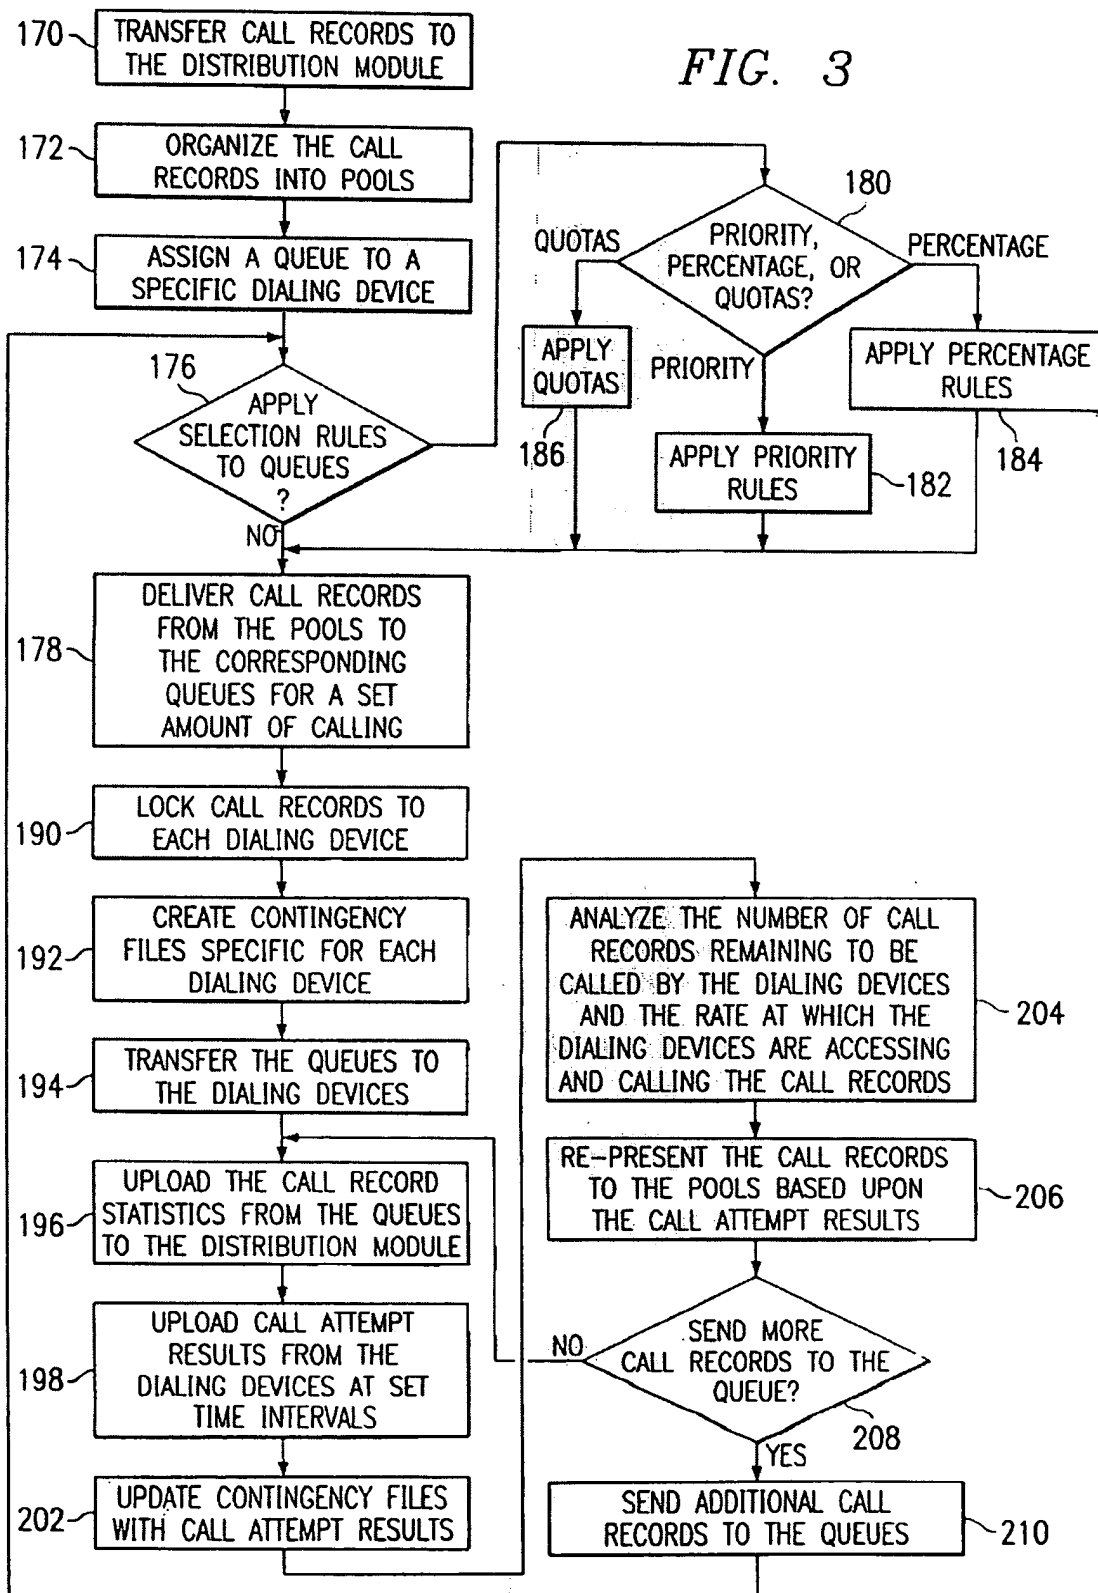 FIG. 3
170
TRANSFER CALL RECORDS TO
THE DISTRIBUTION MODULE
172
ORGANIZE THE CALL
RECORDS INTO POOLS
174
ASSIGN A QUEUE TO A
SPECIFIC DIALING DEVICE
176
APPLY
SELECTION RULES
TO QUEUES
?
NO
180
PRIORITY,
PERCENTAGE, OR
QUOTAS?
QUOTAS
PERCENTAGE
PRIORITY
APPLY
QUOTAS
186
APPLY PRIORITY
RULES
182
APPLY PERCENTAGE
RULES
184
178
DELIVER CALL RECORDS
FROM THE POOLS TO
THE CORRESPONDING
QUEUES FOR A SET
AMOUNT OF CALLING
190
LOCK CALL RECORDS TO
EACH DIALING DEVICE
192
CREATE CONTINGENCY
FILES SPECIFIC FOR EACH
DIALING DEVICE
194
TRANSFER THE QUEUES TO
THE DIALING DEVICES
196
UPLOAD THE CALL RECORD
STATISTICS FROM THE QUEUES
TO THE DISTRIBUTION MODULE
198
UPLOAD CALL ATTEMPT
RESULTS FROM THE
DIALING DEVICES AT SET
TIME INTERVALS
202
UPDATE CONTINGENCY FILES
WITH CALL ATTEMPT RESULTS
ANALYZE THE NUMBER OF CALL
RECORDS REMAINING TO BE
CALLED BY THE DIALING DEVICES
AND THE RATE AT WHICH THE
DIALING DEVICES ARE ACCESSING
AND CALLING THE CALL RECORDS
204
RE-PRESENT THE CALL RECORDS
TO THE POOLS BASED UPON
THE CALL ATTEMPT RESULTS
206
SEND MORE
CALL RECORDS TO THE
QUEUE?
NO
208
YES
SEND ADDITIONAL CALL
RECORDS TO THE QUEUES
210